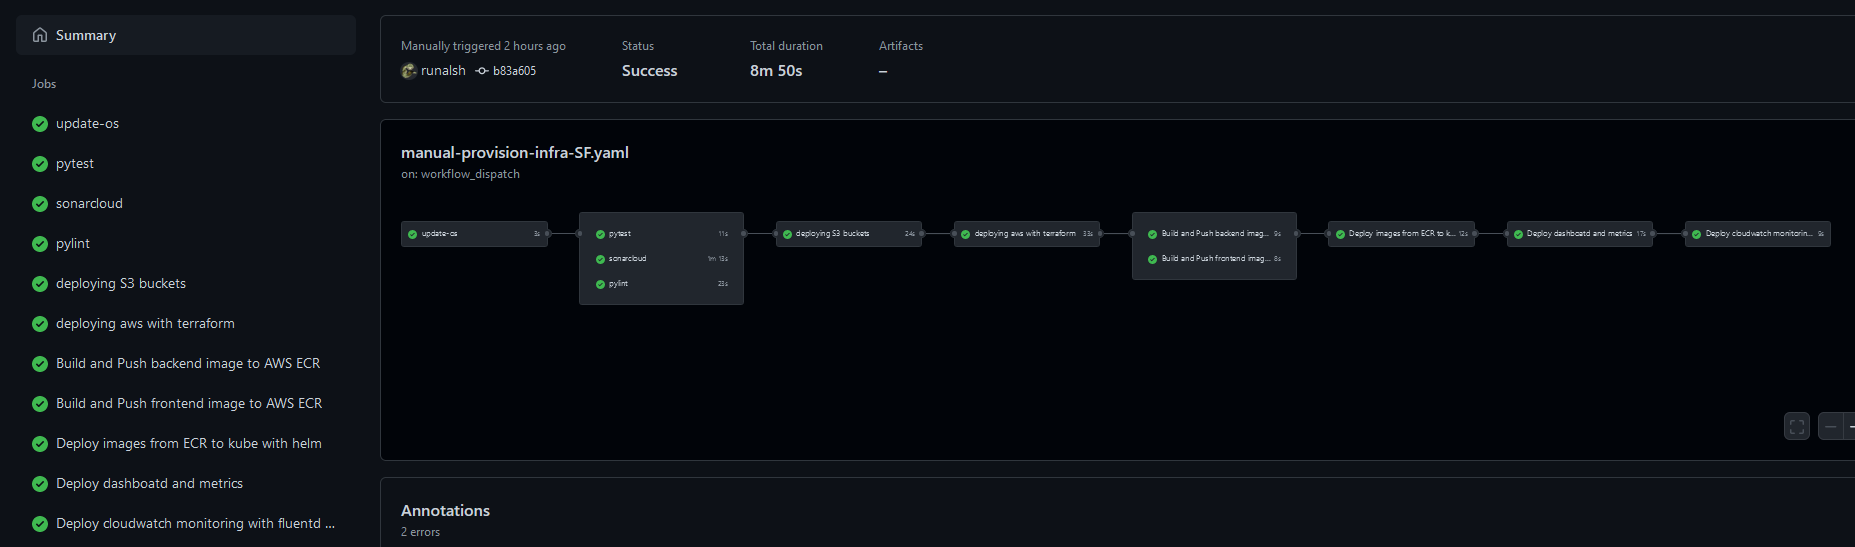 Summary
Jobs
update-os
pytest
sonarcloud
pylint
deploying S3 buckets
deploying aws with terraform
Build and Push backend image to AWS ECR
Build and Push frontend image to AWS ECR
Deploy images from ECR to kube with helm
Deploy dashboatd and metrics
Deploy cloudwatch monitoring with fluentd ...
Manually triggered 2 hours ago
runalsh b83a605
Status
Success
Total duration
8m 50s
Artifacts
–
manual-provision-infra-SF.yaml
on: workflow_dispatch
update-os 3s
pytest 11s
sonarcloud 1m 13s
pylint 23s
deploying S3 buckets 24s
deploying aws with terraform 33s
Build and Push backend imag... 9s
Build and Push frontend imag... 8s
Deploy images from ECR to k... 12s
Deploy dashboatd and metrics 17s
Deploy cloudwatch monitorin... 9s
Annotations
2 errors